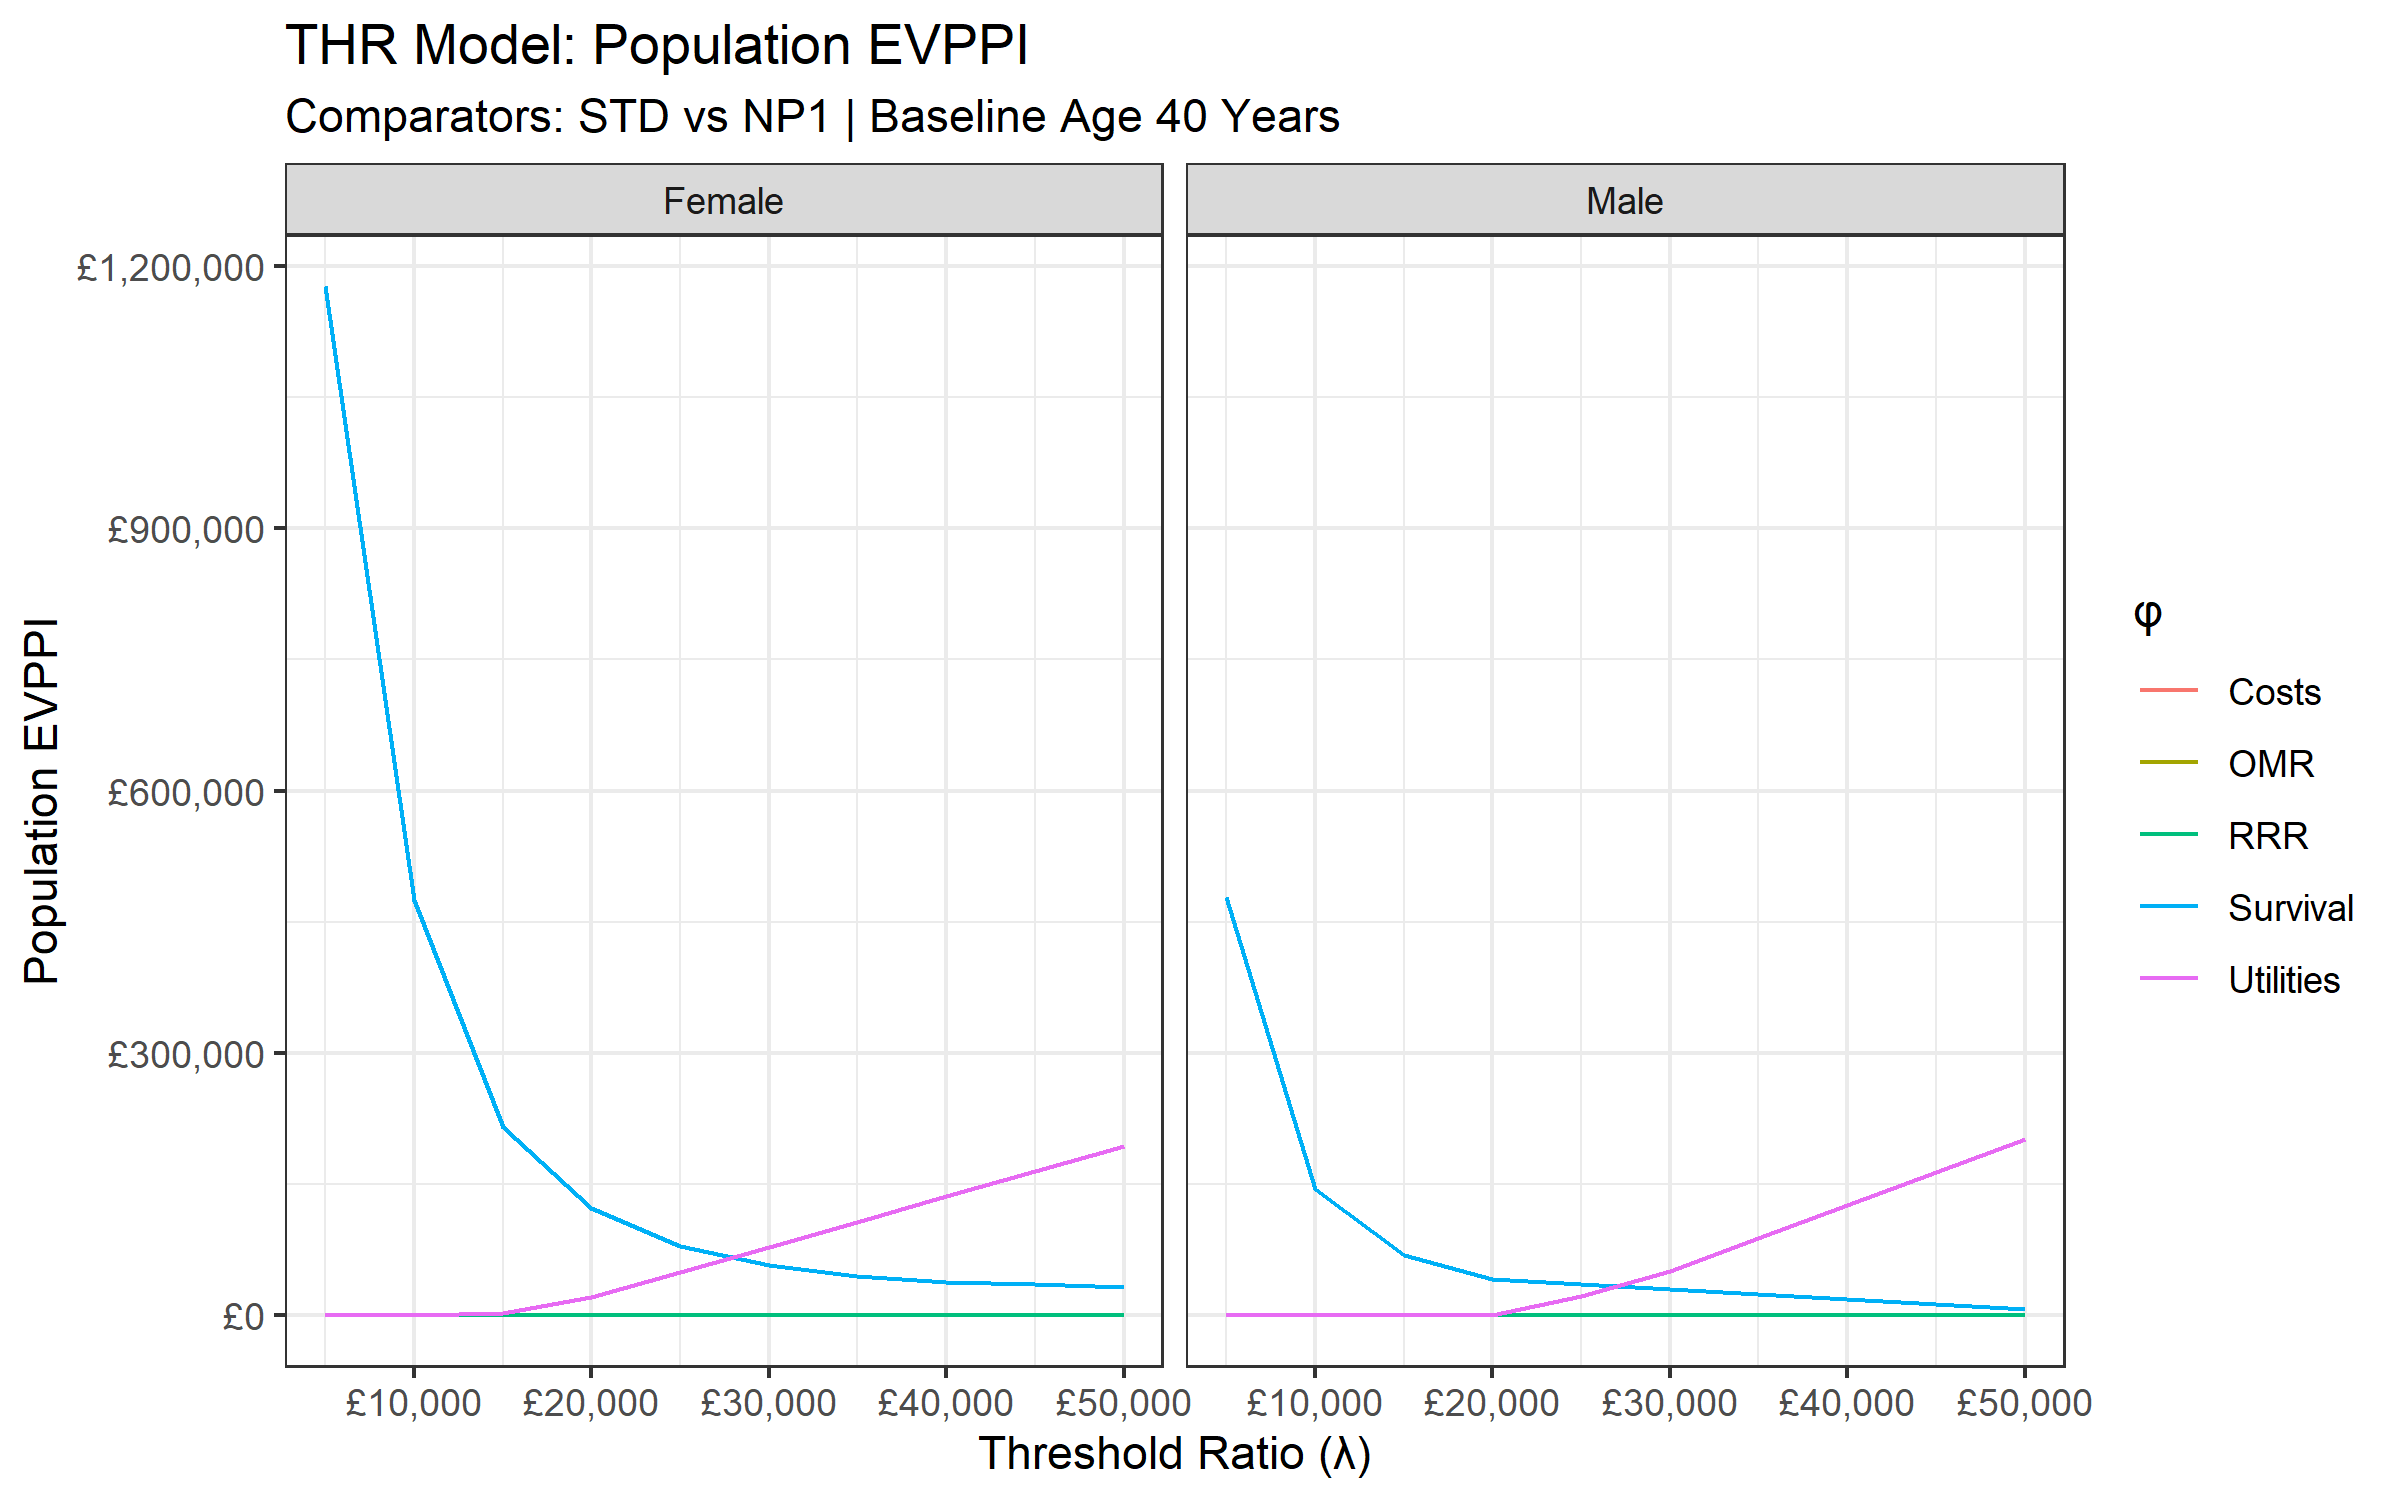 THR Model: Population EVPPI
Comparators: STD vs NP1 | Baseline Age 40 Years
Female
Male
£1,200,000
£900,000
£600,000
£300,000
£0
Population EVPPI
£10,000 £20,000 £30,000 £40,000 £50,000
£10,000 £20,000 £30,000 £40,000 £50,000
Threshold Ratio (λ)
φ
Costs
OMR
RRR
Survival
Utilities